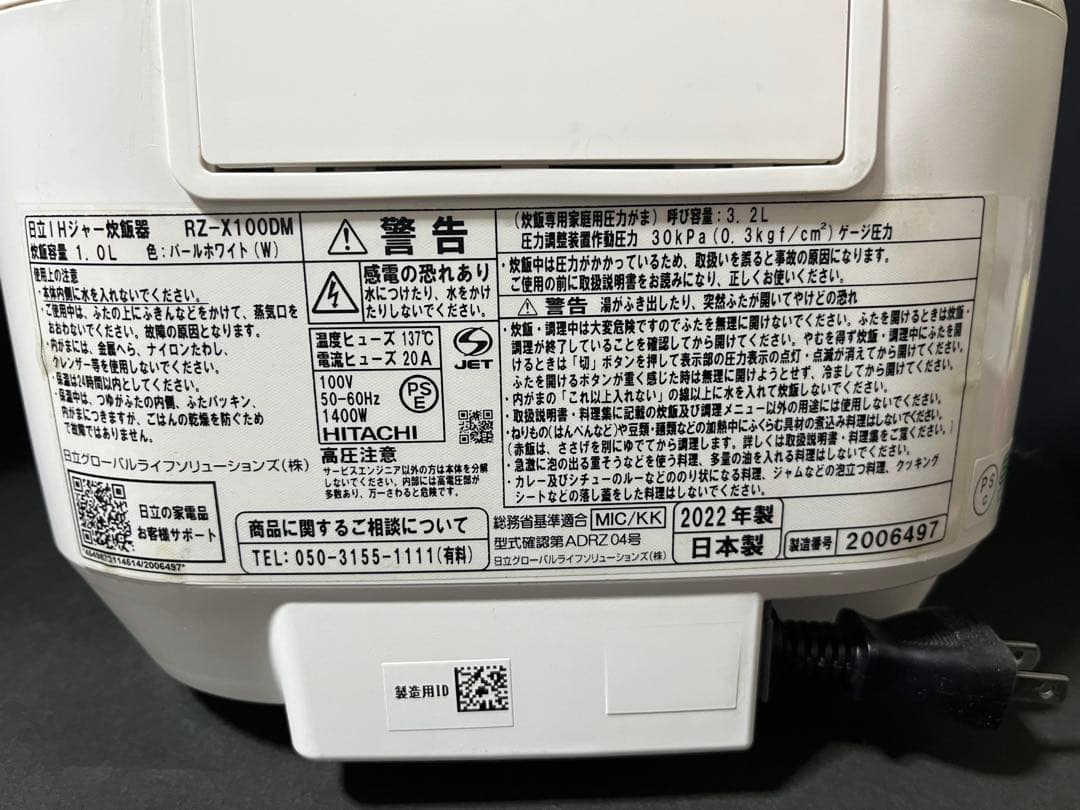 日立IHジャー炊飯器 RZ-X100DM
炊飯容量 1.0L 色:パールホワイト(W)
使用上の注意
・本体内側に水を入れないでください。
・ご使用中は、ふたの上にふきんなどをかけて、蒸気口を
おおわないでください。故障の原因となります。
・内がまには、金属へら、ナイロンたわし、
クレンザー等を使用しないでください。
・保温は24時間以内としてください。
・保温中は、つゆがふたの内側、ふたパッキン、
内がまにつきますが、ごはんの乾燥を防ぐため
で故障ではありません。
日立グローバルライフソリューションズ(株)
日立の家電品
お客様サポート
*4549873114514/2006497*
警告
感電の恐れあり
水につけたり、水をかけ
たりしないでください。
温度ヒューズ 137℃
電流ヒューズ 20A
100V
50-60Hz
1400W
HITACHI
PS
E
JET
高圧注意
サービスエンジニア以外の方は本体を分解
しないでください。内部には高電圧部が
多数あり、万一さわると危険です。
商品に関するご相談について
TEL:050-3155-1111(有料)
(炊飯専用家庭用圧力がま) 呼び容量:3.2L
圧力調整装置作動圧力 30kPa(0.3kgf/cm²)ゲージ圧力
・炊飯中は圧力がかかっているため、取扱いを誤ると事故の原因になります。
ご使用の前に取扱説明書をお読みになり、正しくお使いください。
警告 湯がふき出したり、突然ふたが開いてやけどの恐れ
・炊飯・調理中は大変危険ですのでふたを無理に開けないでください。ふたを開けるときは炊飯・
調理が終了していることを確認してから開けてください。やむを得ず炊飯・調理中にふたを開
けるときは「切」ボタンを押して表示部の圧力表示の点灯・点滅が消えてから開けてください。
ふたを開けるボタンが重く感じた時は無理に開けようとせず、冷ましてから開けてください。
・内がまの「これ以上入れない」の線以上に水を入れて炊飯しないでください。
・取扱説明書・料理集に記載の炊飯及び調理メニュー以外の用途には使用しないでください。
・ねりもの(はんぺんなど)や豆類・麺類などの加熱中にふくらむ具材の煮込み料理はしないでください。
(赤飯は、ささげを別にゆでてから調理します。詳しくは取扱説明書・料理集をご覧ください。)
・急激に泡の出る重そうなどを使う料理、多量の油を入れる料理はしないでください。
・カレー及びシチューのルーなどののり状になる料理、ジャムなどの泡立つ料理、クッキング
シートなどの落し蓋をした料理はしないでください。
総務省基準適合 MIC/KK
型式確認第ADRZ04号
日立グローバルライフソリューションズ(株)
2022年製
日本製
製造番号 2006497
PS
C
製造用ID